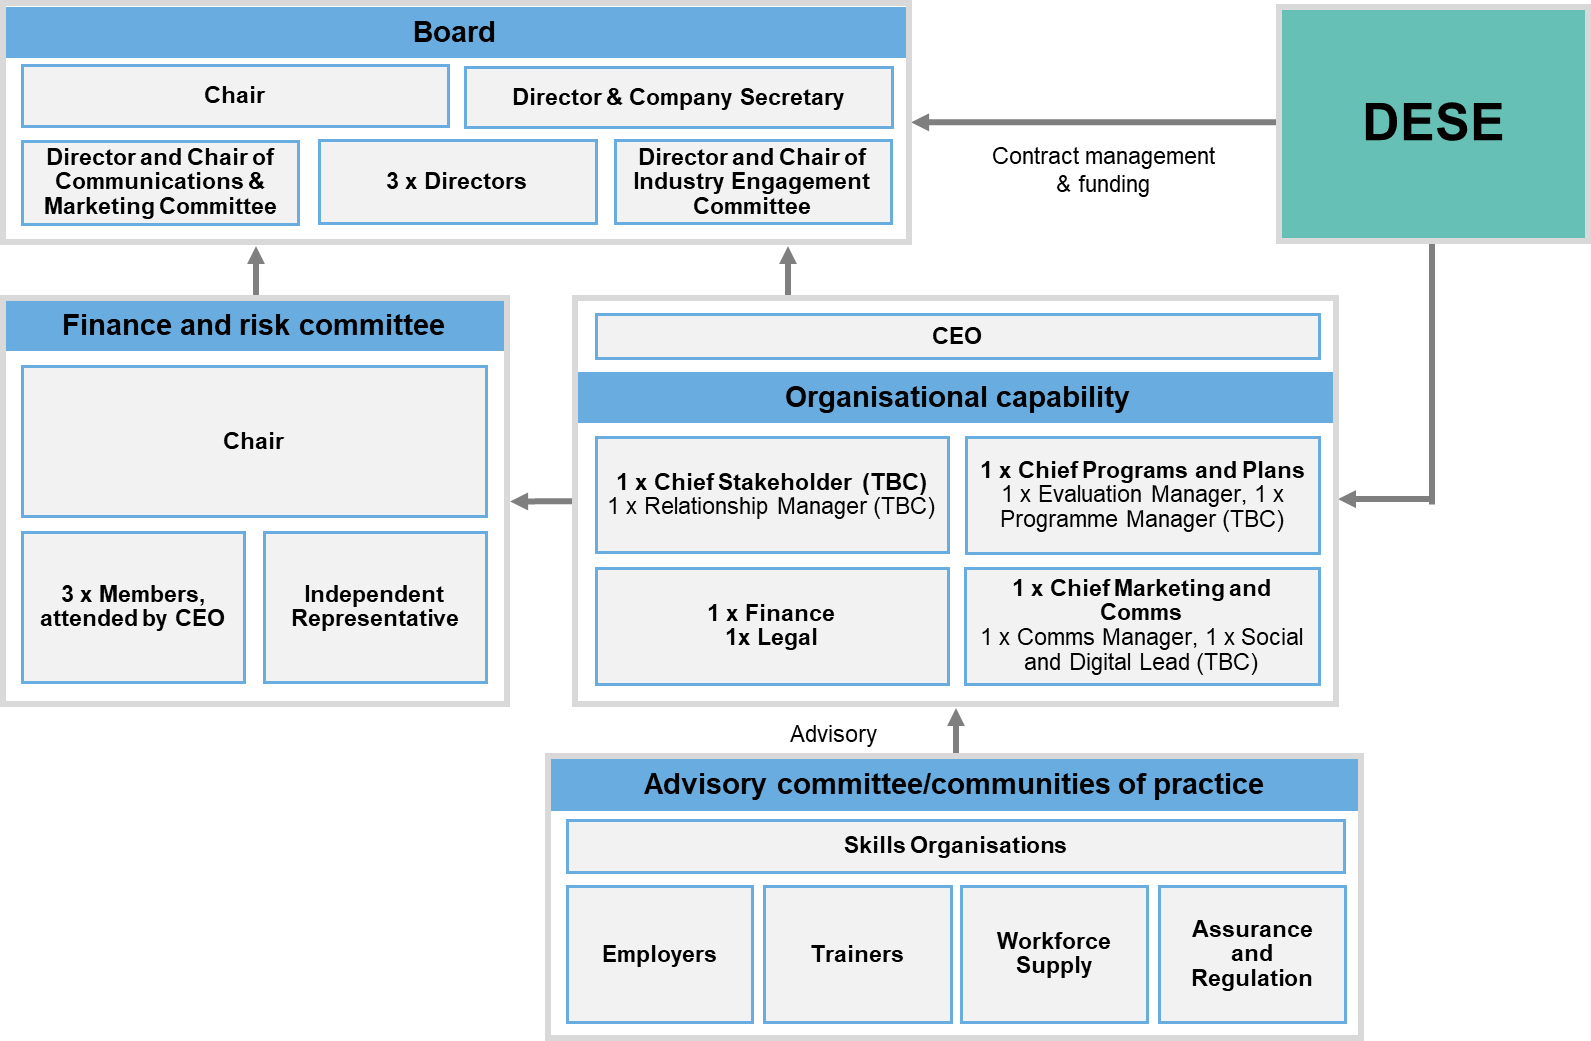 Board
Chair
Director & Company Secretary
Director and Chair of
Communications &
Marketing Committee
3 x Directors
Director and Chair of
Industry Engagement
Committee
DESE
Contract management
& funding
Finance and risk committee
Chair
3 x Members,
attended by CEO
Independent
Representative
CEO
Organisational capability
1 x Chief Stakeholder (TBC)
1 x Relationship Manager (TBC)
1 x Chief Programs and Plans
1 x Evaluation Manager, 1 x
Programme Manager (TBC)
1 x Finance
1x Legal
1 x Chief Marketing and
Comms
1 x Comms Manager, 1 x Social
and Digital Lead (TBC)
Advisory
Advisory committee/communities of practice
Skills Organisations
Employers
Trainers
Workforce
Supply
Assurance
and
Regulation